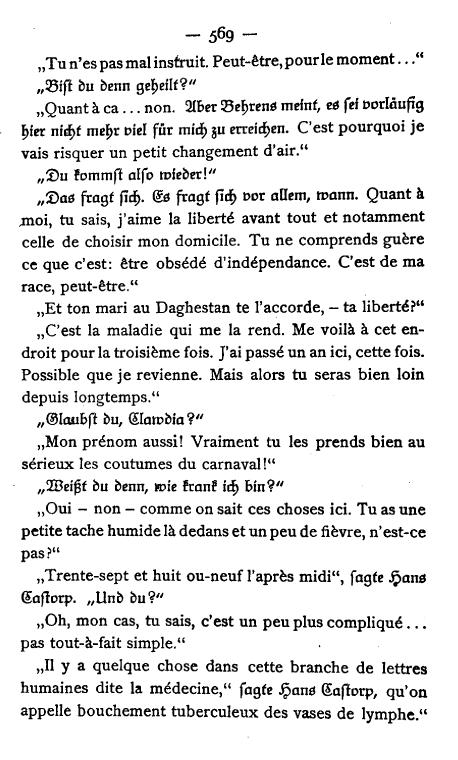 — 569 —
„Tu n'es pas mal instruit. Peut-être, pour le moment ...“
„Bist du denn geheilt?“
„Quant à ca ... non. Aber Behrens meint, es sei vorläufig
hier nicht mehr viel für mich zu erreichen. C'est pourquoi je
vais risquer un petit changement d'air.“
„Du kommst also wieder!“
„Das fragt sich. Es fragt sich vor allem, wann. Quant à
moi, tu sais, j'aime la liberté avant tout et notamment
celle de choisir mon domicile. Tu ne comprends guère
ce que c'est: être obsédé d'indépendance. C'est de ma
race, peut-être.“
„Et ton mari au Daghestan te l'accorde, – ta liberté?“
„C'est la maladie qui me la rend. Me voilà à cet en-
droit pour la troisième fois. J'ai passé un an ici, cette fois.
Possible que je revienne. Mais alors tu seras bien loin
depuis longtemps.“
„Glaubst du, Clawdia?“
„Mon prénom aussi! Vraiment tu les prends bien au
sérieux les coutumes du carnaval!“
„Weißt du denn, wie krank ich bin?“
„Oui – non – comme on sait ces choses ici. Tu as une
petite tache humide là dedans et un peu de fièvre, n'est-ce
pas?“
„Trente-sept et huit ou-neuf l'après midi“, sagte Hans
Castorp. „Und du?“
„Oh, mon cas, tu sais, c'est un peu plus compliqué ...
pas tout-à-fait simple.“
„Il y a quelque chose dans cette branche de lettres
humaines dite la médecine,“ sagte Hans Castorp, qu'on
appelle bouchement tuberculeux des vases de lymphe.“